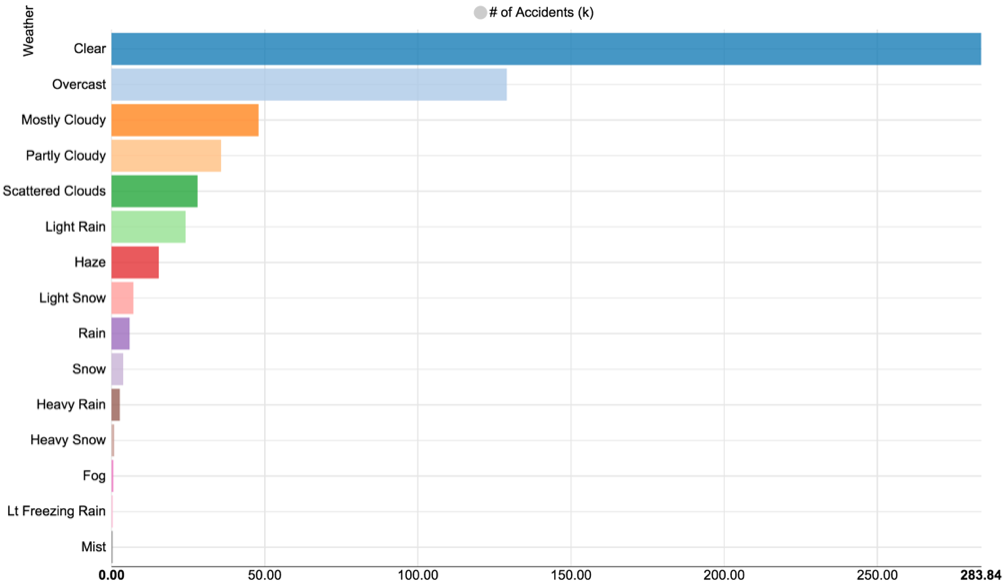 # of Accidents (k)
Weather
Clear
Overcast
Mostly Cloudy
Partly Cloudy
Scattered Clouds
Light Rain
Haze
Light Snow
Rain
Snow
Heavy Rain
Heavy Snow
Fog
Lt Freezing Rain
Mist
0.00 50.00 100.00 150.00 200.00 250.00 283.84